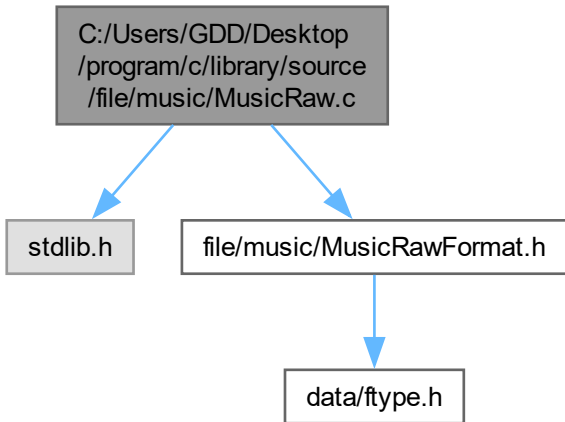 C:/Users/GDD/Desktop
/program/c/library/source
/file/music/MusicRaw.c
stdlib.h
file/music/MusicRawFormat.h
data/ftype.h